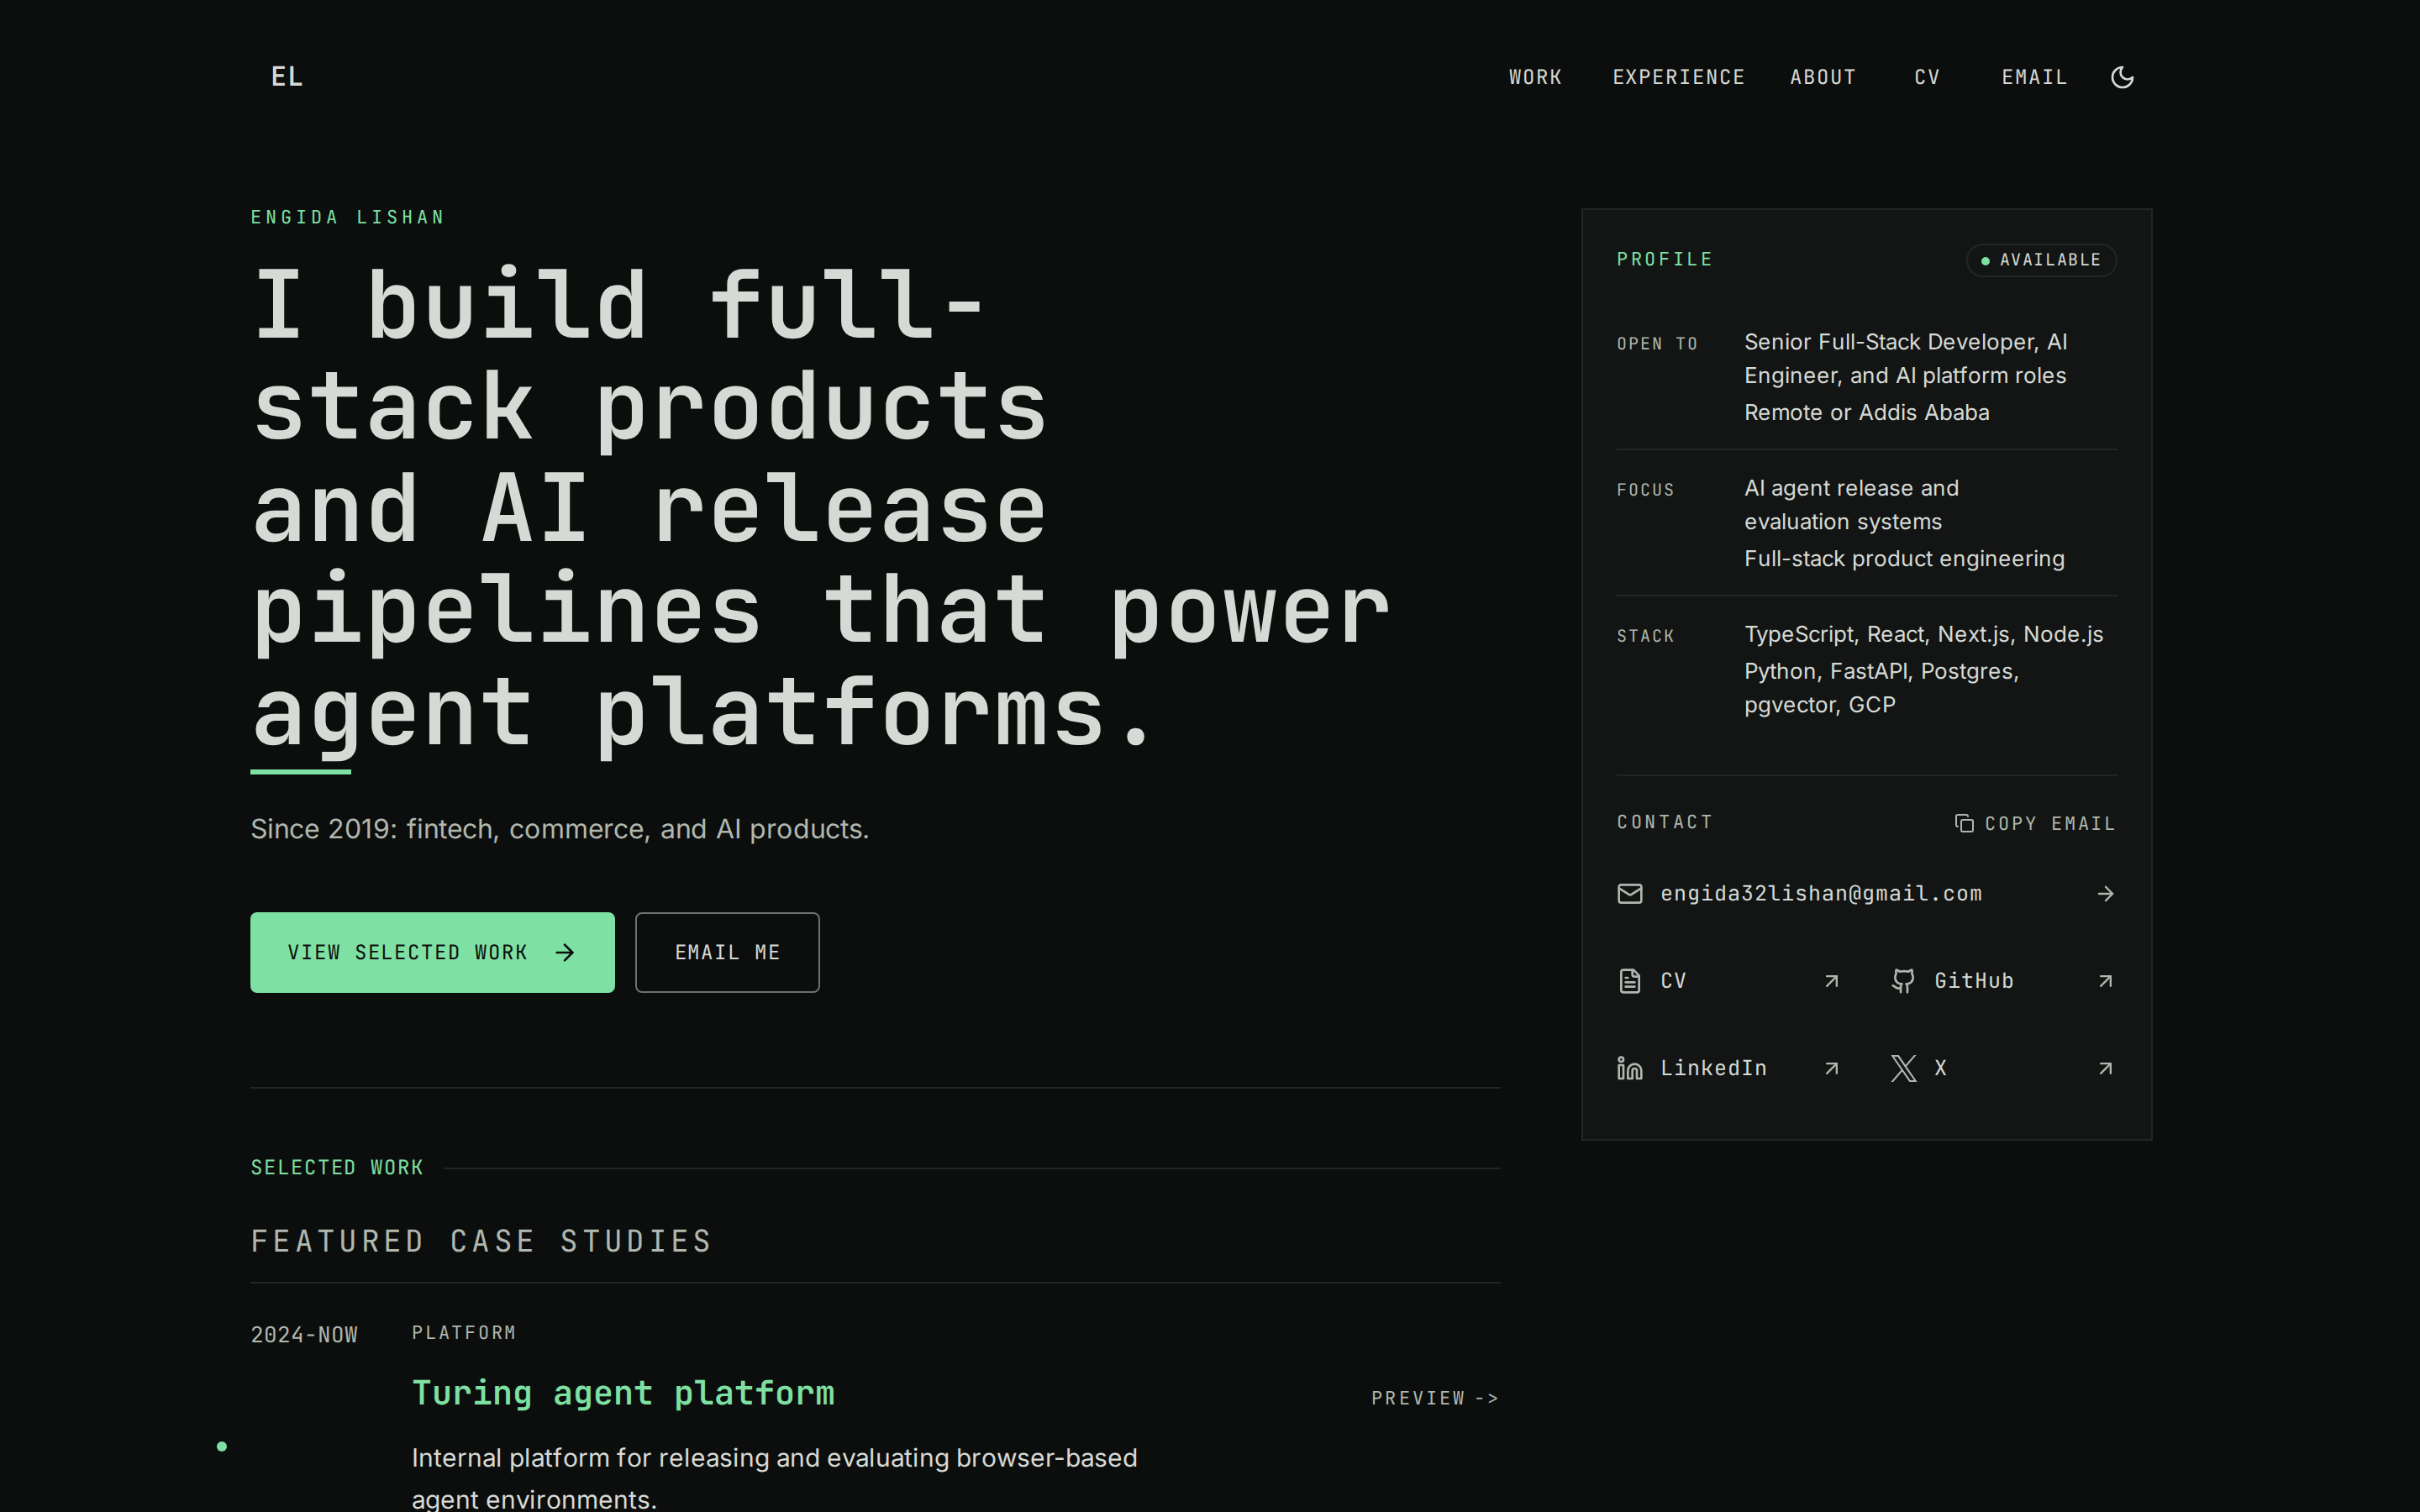 EL
WORK EXPERIENCE ABOUT CV EMAIL
ENGIDA LISHAN
I build full-
stack products
and AI release
pipelines that power
agent platforms.
Since 2019: fintech, commerce, and AI products.
VIEW SELECTED WORK →
EMAIL ME
PROFILE
AVAILABLE
OPEN TO
Senior Full-Stack Developer, AI
Engineer, and AI platform roles
Remote or Addis Ababa
FOCUS
AI agent release and
evaluation systems
Full-stack product engineering
STACK
TypeScript, React, Next.js, Node.js
Python, FastAPI, Postgres,
pgvector, GCP
CONTACT
COPY EMAIL
engida32lishan@gmail.com →
CV ↗
GitHub ↗
LinkedIn ↗
X ↗
SELECTED WORK
FEATURED CASE STUDIES
2024-NOW
PLATFORM
Turing agent platform
PREVIEW ->
Internal platform for releasing and evaluating browser-based
agent environments.